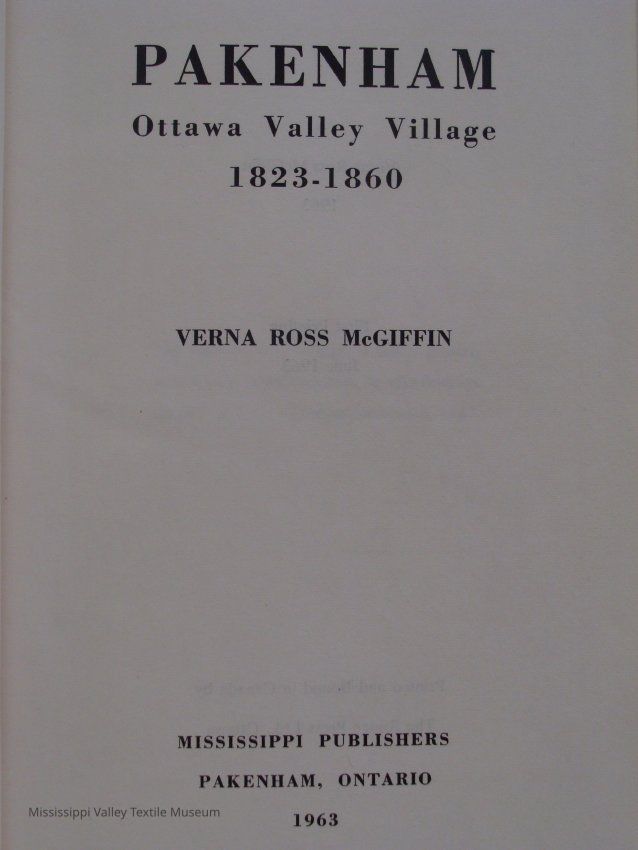 PAKENHAM
Ottawa Valley Village
1823-1860
VERNA ROSS McGIFFIN
MISSISSIPPI PUBLISHERS
PAKENHAM, ONTARIO
Mississippi Valley Textile Museum
1963